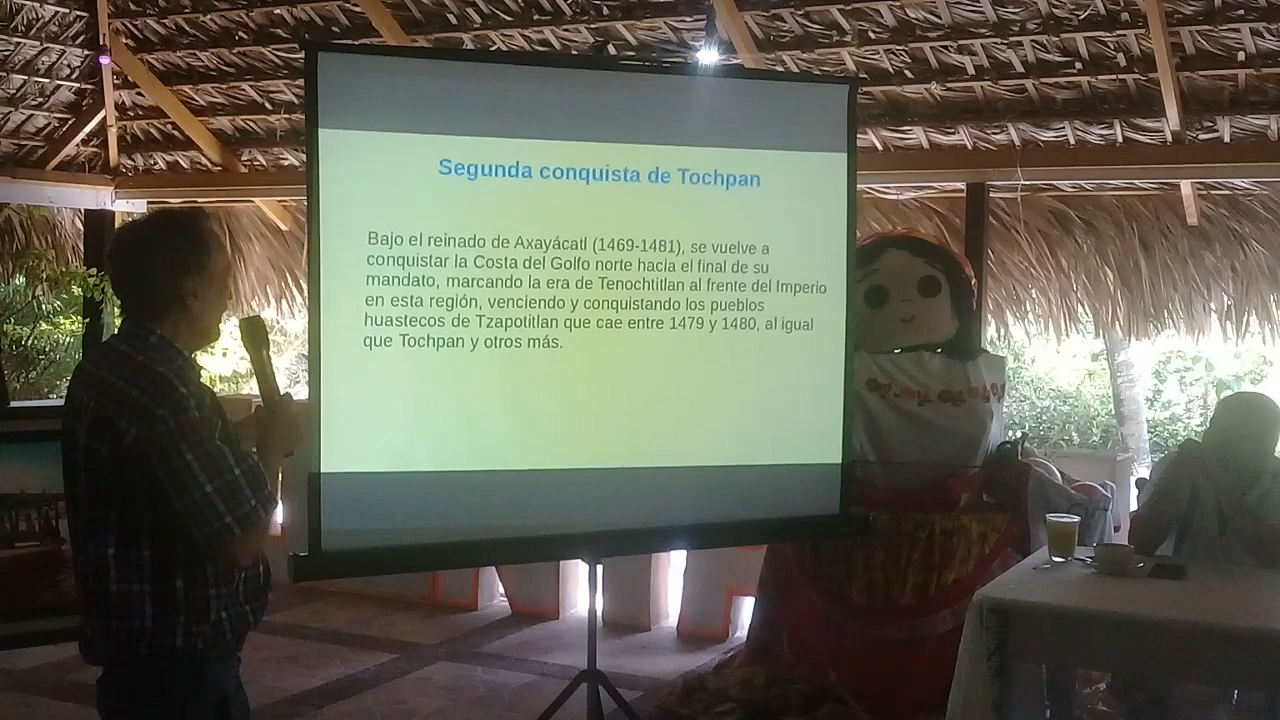 Segunda conquista de Tochpan
Bajo el reinado de Axayácatl (1469-1481), se vuelve a
conquistar la Costa del Golfo norte hacia el final de su
mandato, marcando la era de Tenochtitlan al frente del Imperio
en esta región, venciendo y conquistando los pueblos
huastecos de Tzapotitlan que cae entre 1479 y 1480, al igual
que Tochpan y otros más.